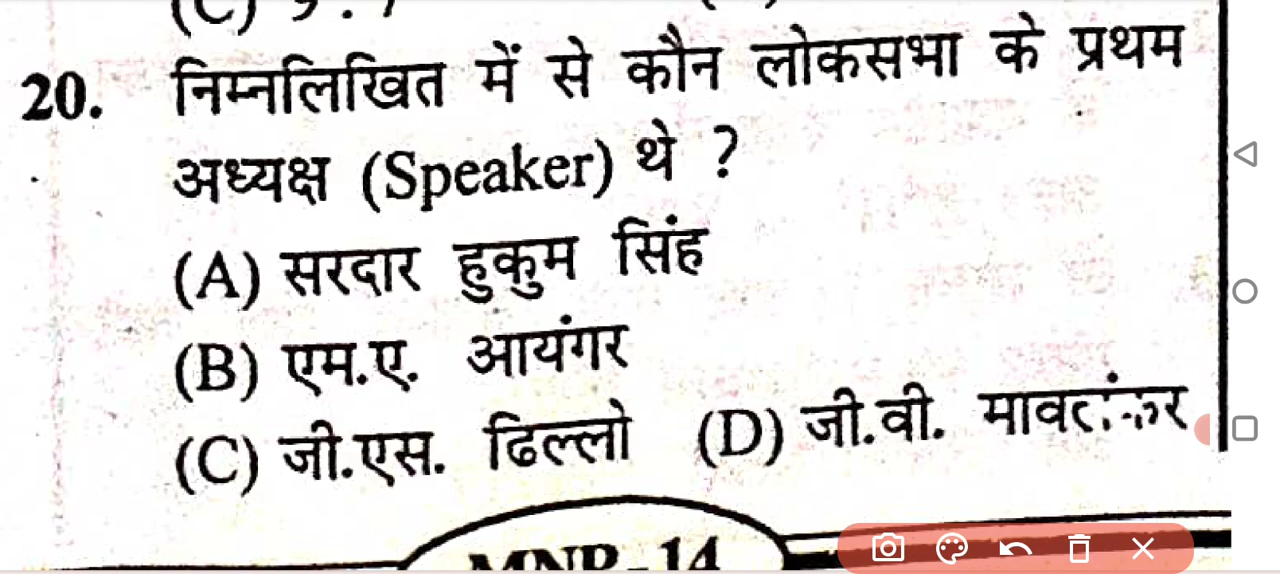 20. निम्नलिखित में से कौन लोकसभा के प्रथम
अध्यक्ष (Speaker) थे ?
(A) सरदार हुकुम सिंह
(B) एम.ए. आयंगर
(C) जी.एस. ढिल्लो (D) जी.वी.